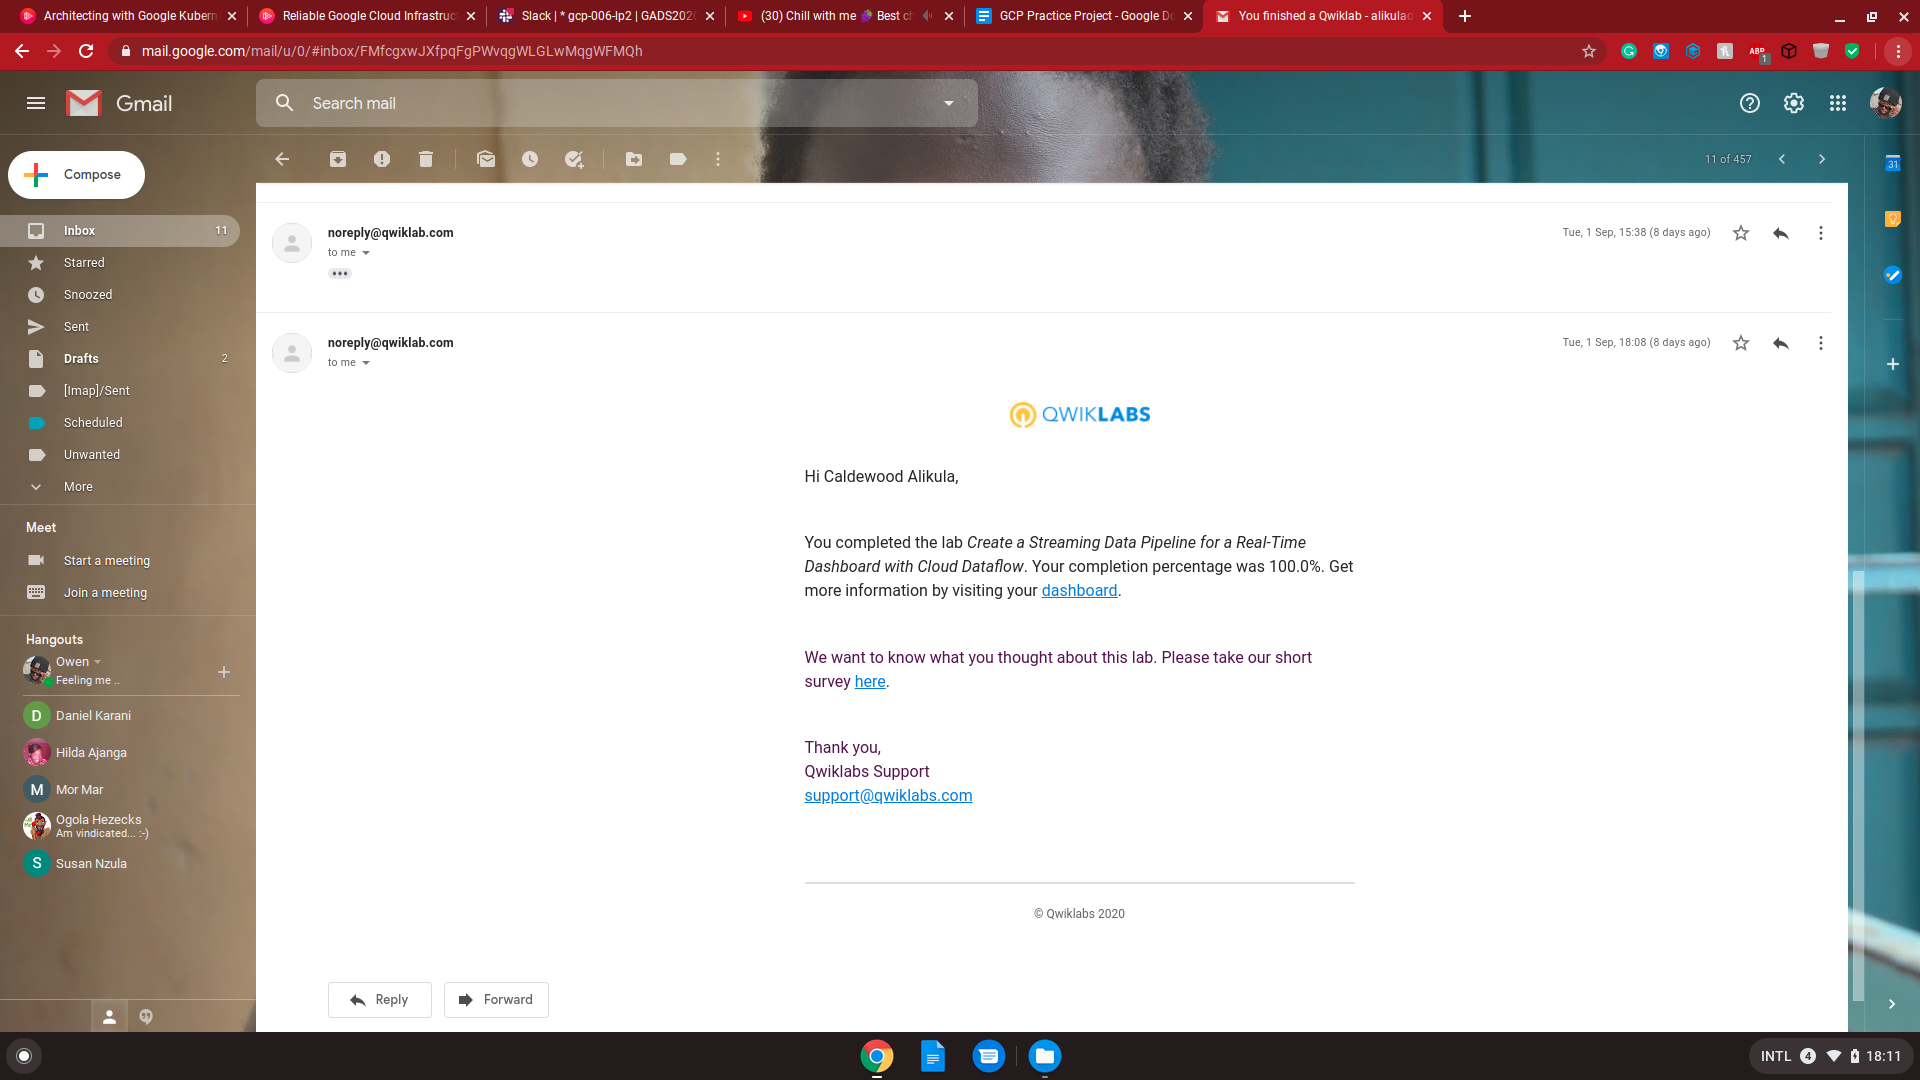 Architecting with Google Kubern
Reliable Google Cloud Infrastruc
Slack | * gcp-006-lp2 | GADS2020
(30) Chill with me 🍇 Best ch
GCP Practice Project - Google Do
You finished a Qwiklab - alikulao
mail.google.com/mail/u/0/#inbox/FMfcgxwJXfpqFgPWvqgWLGLwMqgWFMQh
ABP
1
Gmail
Search mail
Compose
11 of 457
31
Inbox 11
Starred
Snoozed
Sent
Drafts 2
[Imap]/Sent
Scheduled
Unwanted
More
Meet
Start a meeting
Join a meeting
Hangouts
Owen
Feeling me ..
D Daniel Karani
Hilda Ajanga
M Mor Mar
Ogola Hezecks
Am vindicated... :-)
S Susan Nzula
noreply@qwiklab.com
Tue, 1 Sep, 15:38 (8 days ago)
to me
noreply@qwiklab.com
Tue, 1 Sep, 18:08 (8 days ago)
to me
QWIKLABS
Hi Caldewood Alikula,
You completed the lab Create a Streaming Data Pipeline for a Real-Time
Dashboard with Cloud Dataflow. Your completion percentage was 100.0%. Get
more information by visiting your dashboard.
We want to know what you thought about this lab. Please take our short
survey here.
Thank you,
Qwiklabs Support
support@qwiklabs.com
© Qwiklabs 2020
Reply
Forward
INTL 4 18:11